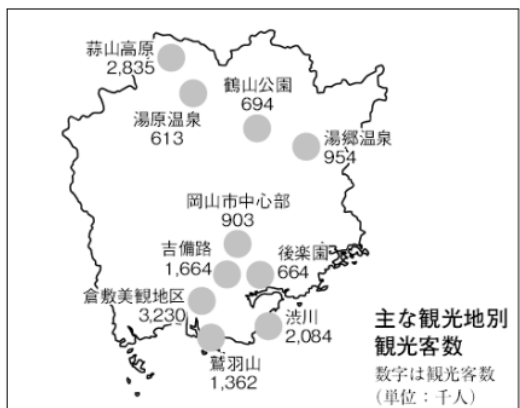 蒜山高原
2,835
湯原温泉
613
鶴山公園
694
湯郷温泉
954
岡山市中心部
903
吉備路
1,664
後楽園
664
倉敷美観地区
3,230
渋川
2,084
鷲羽山
1,362
主な観光地別
観光客数
数字は観光客数
（単位：千人）